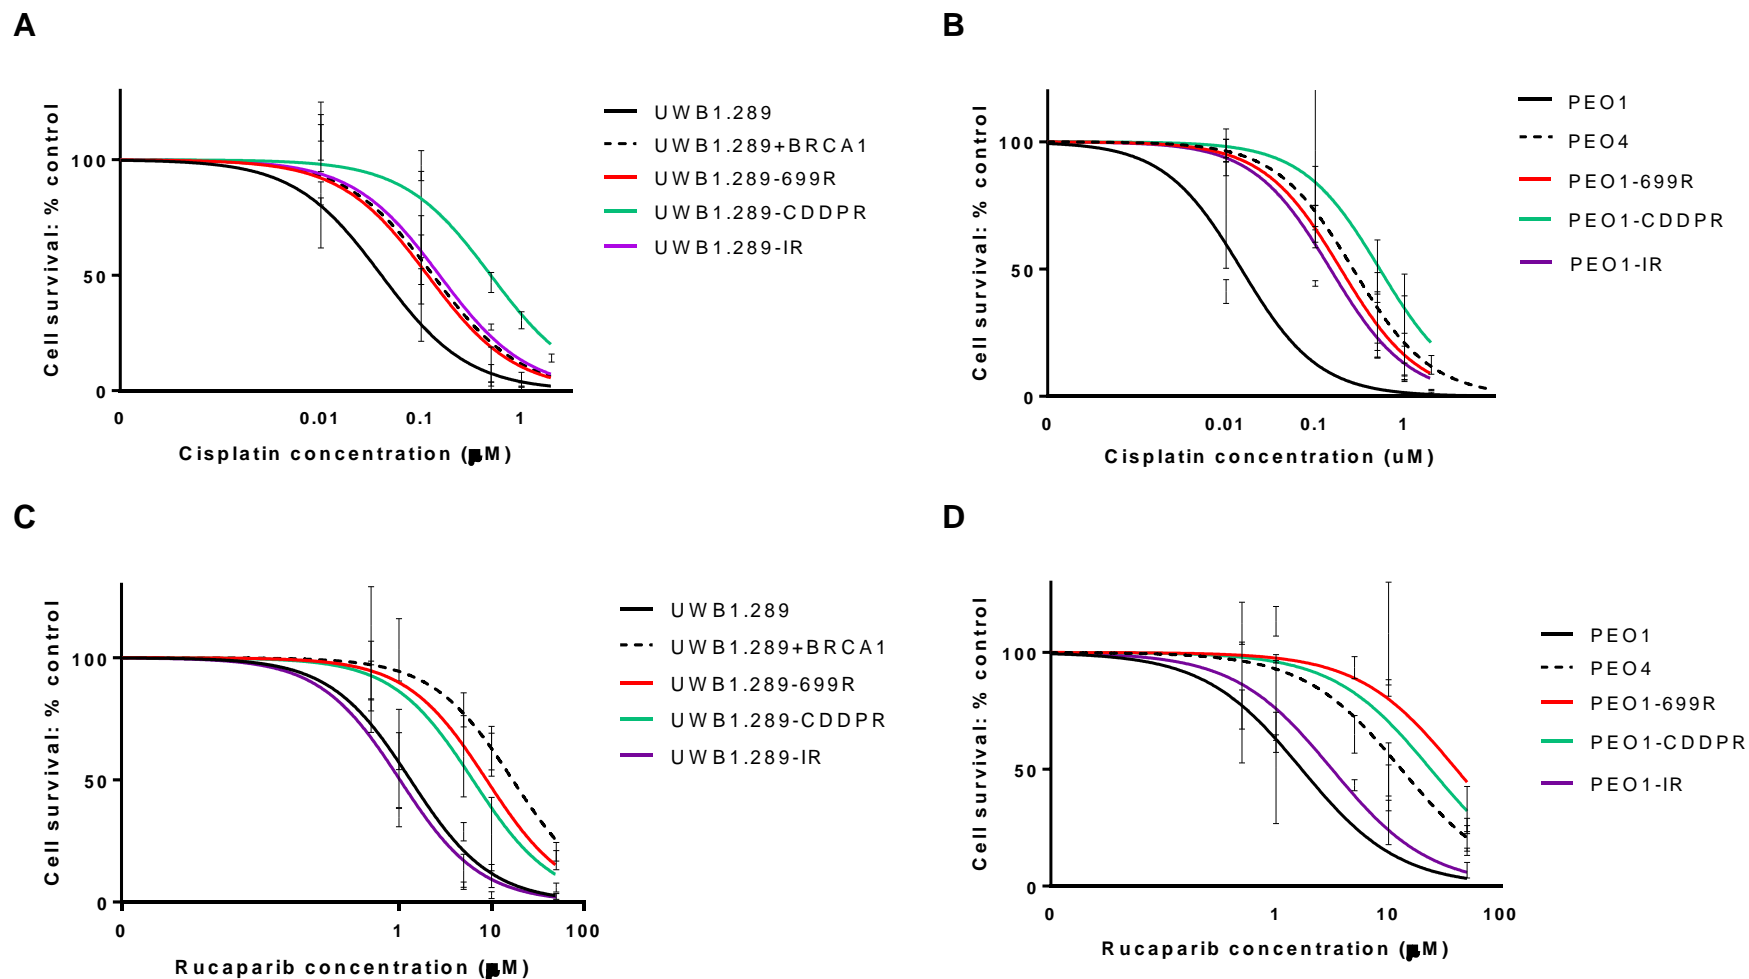 A
Cell survival: % control
100
50
0
0
0.01
0.1
1
Cisplatin concentration (µM)
UWB1.289
UWB1.289+BRCA1
UWB1.289-699R
UWB1.289-CDDPR
UWB1.289-IR
B
Cell survival: % control
100
50
0
0
0.01
0.1
1
Cisplatin concentration (uM)
PEO1
PEO4
PEO1-699R
PEO1-CDDPR
PEO1-IR
C
Cell survival: % control
100
50
0
0
1
10
100
Rucaparib concentration (µM)
UWB1.289
UWB1.289+BRCA1
UWB1.289-699R
UWB1.289-CDDPR
UWB1.289-IR
D
Cell survival: % control
100
50
0
0
1
10
100
Rucaparib concentration (µM)
PEO1
PEO4
PEO1-699R
PEO1-CDDPR
PEO1-IR